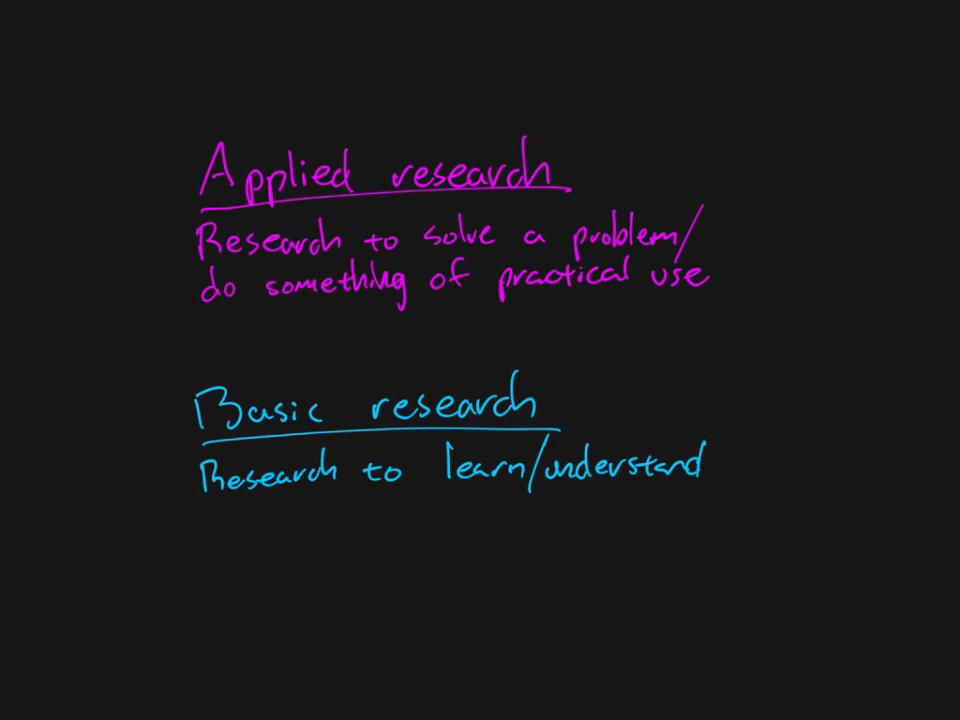 Applied research
Research to solve a problem/
do something of practical use
Basic research
Research to learn/understand